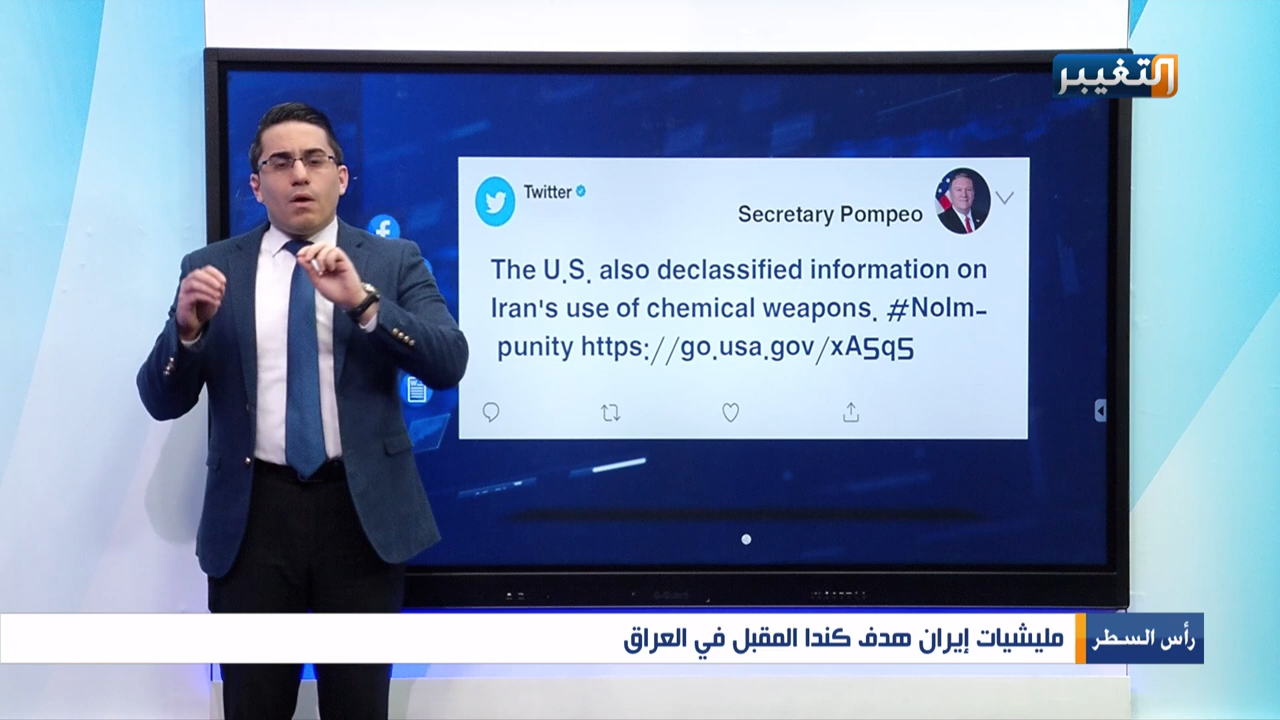 التغيير
Twitter
Secretary Pompeo
The U.S. also declassified information on
Iran's use of chemical weapons. #NoIm-
punity https://go.usa.gov/xA5q5
رأس السطر
مليشيات إيران هدف كندا المقبل في العراق